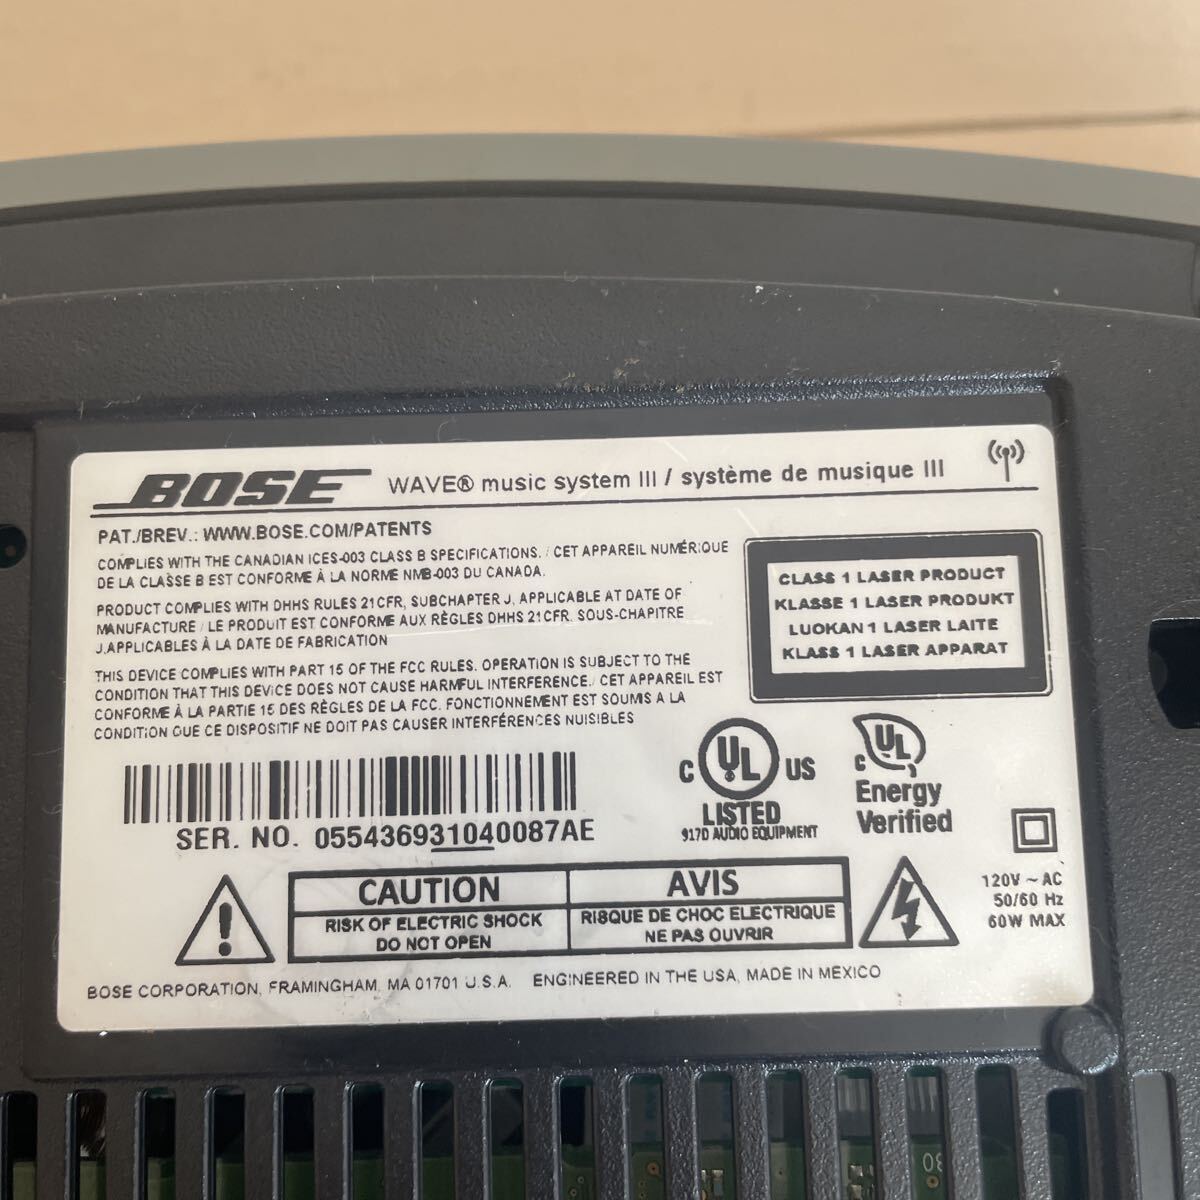 BOSE WAVE® music system III / système de musique III
PAT./BREV.: WWW.BOSE.COM/PATENTS
COMPLIES WITH THE CANADIAN ICES-003 CLASS B SPECIFICATIONS. / CET APPAREIL NUMÉRIQUE
DE LA CLASSE B EST CONFORME À LA NORME NMB-003 DU CANADA.
PRODUCT COMPLIES WITH DHHS RULES 21CFR, SUBCHAPTER J, APPLICABLE AT DATE OF
MANUFACTURE / LE PRODUIT EST CONFORME AUX RÈGLES DHHS 21CFR. SOUS-CHAPITRE
J,APPLICABLES À LA DATE DE FABRICATION
THIS DEVICE COMPLIES WITH PART 15 OF THE FCC RULES. OPERATION IS SUBJECT TO THE
CONDITION THAT THIS DEVICE DOES NOT CAUSE HARMFUL INTERFERENCE./ CET APPAREIL EST
CONFORME À LA PARTIE 15 DES RÈGLES DE LA FCC. FONCTIONNEMENT EST SOUMIS A LA
CONDITION QUE CE DISPOSITIF NE DOIT PAS CAUSER INTERFÉRENCES NUISIBLES
CLASS 1 LASER PRODUCT
KLASSE 1 LASER PRODUKT
LUOKAN 1 LASER LAITE
KLASS 1 LASER APPARAT
SER. NO. 055436931040087AE
C UL US
LISTED
917D AUDIO EQUIPMENT
C UL
Energy
Verified
120V ~ AC
50/60 Hz
60W MAX
CAUTION
RISK OF ELECTRIC SHOCK
DO NOT OPEN
AVIS
RISQUE DE CHOC ELECTRIQUE
NE PAS OUVRIR
BOSE CORPORATION, FRAMINGHAM, MA 01701 U.S.A. ENGINEERED IN THE USA, MADE IN MEXICO